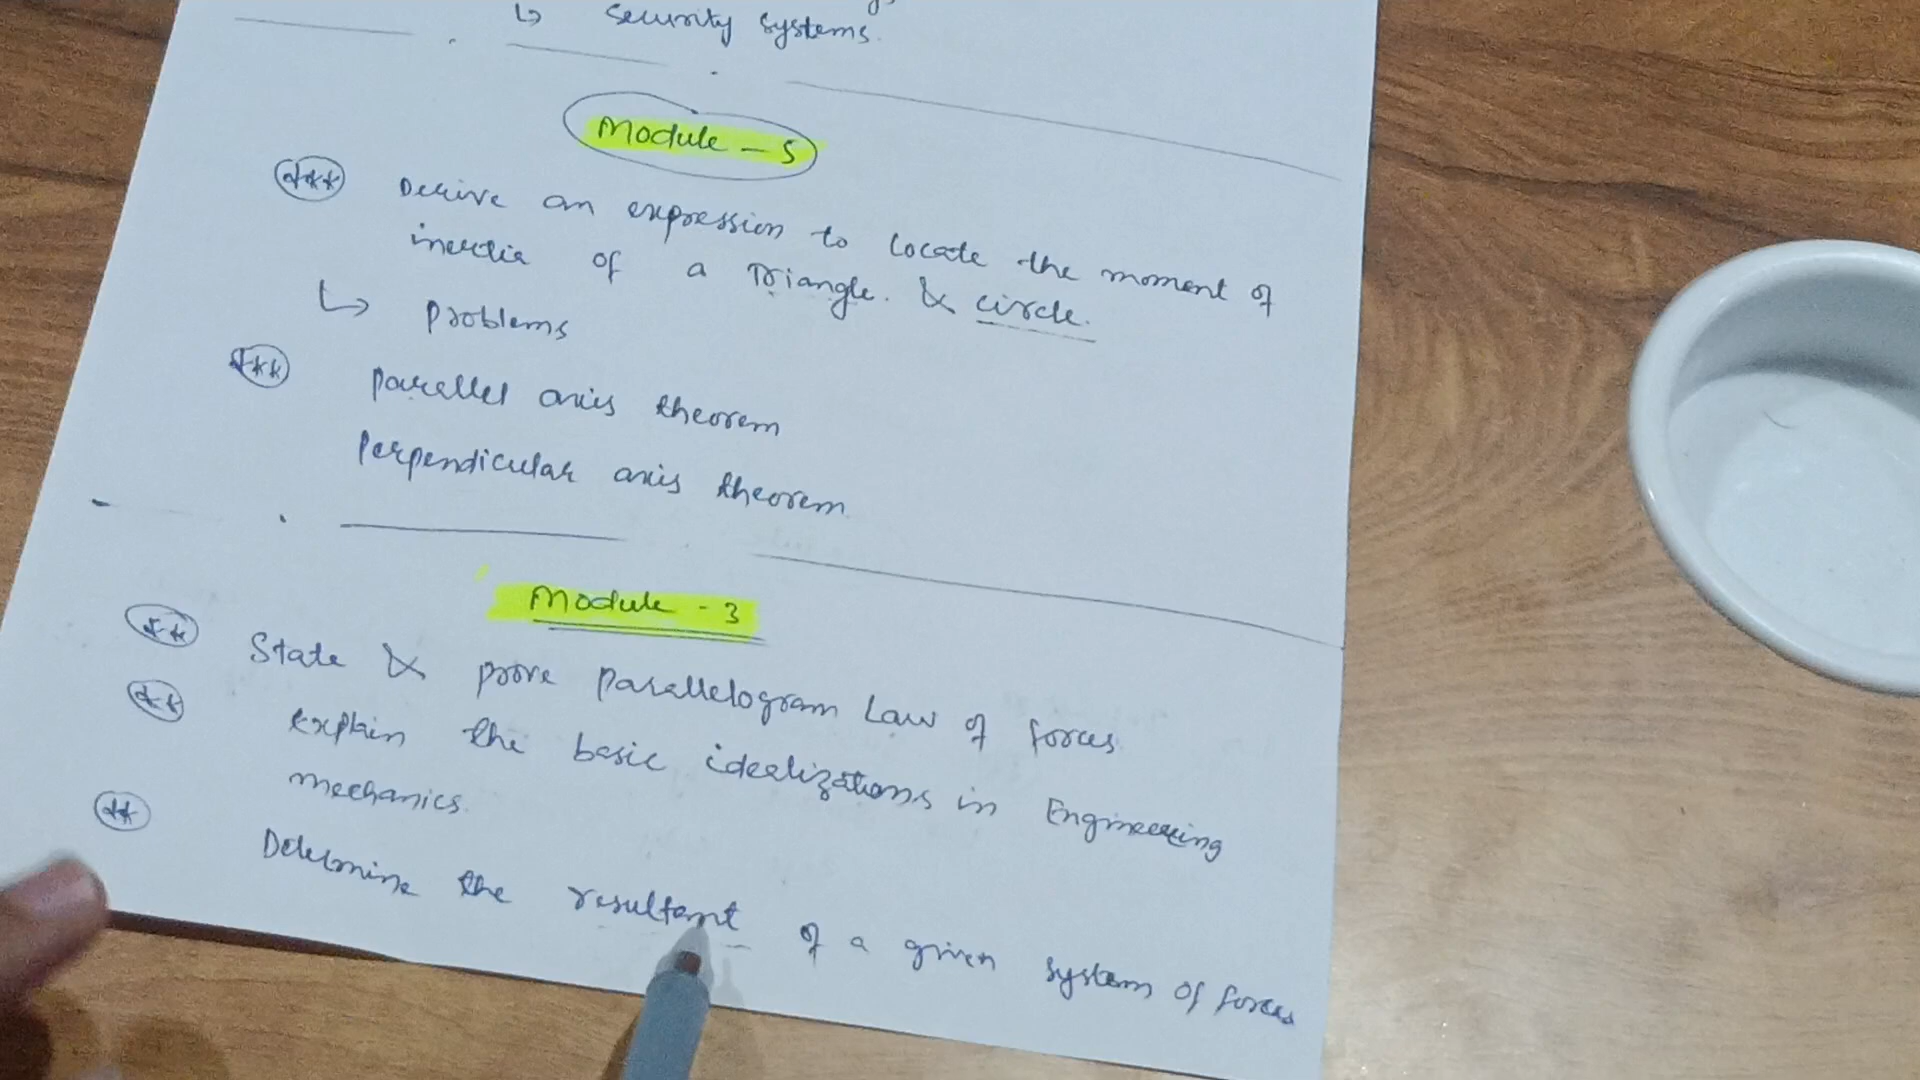 ↳ Security systems.
Module - 5
*** Derive an expression to locate the moment of
inertia of a Triangle. & circle.
↳ problems
*** parallel axis theorem
perpendicular axis theorem
Module - 3
** State & prove parallelogram Law of forces
** explain the basic idealizations in Engineering
mechanics.
** Determine the resultant of a given system of forces